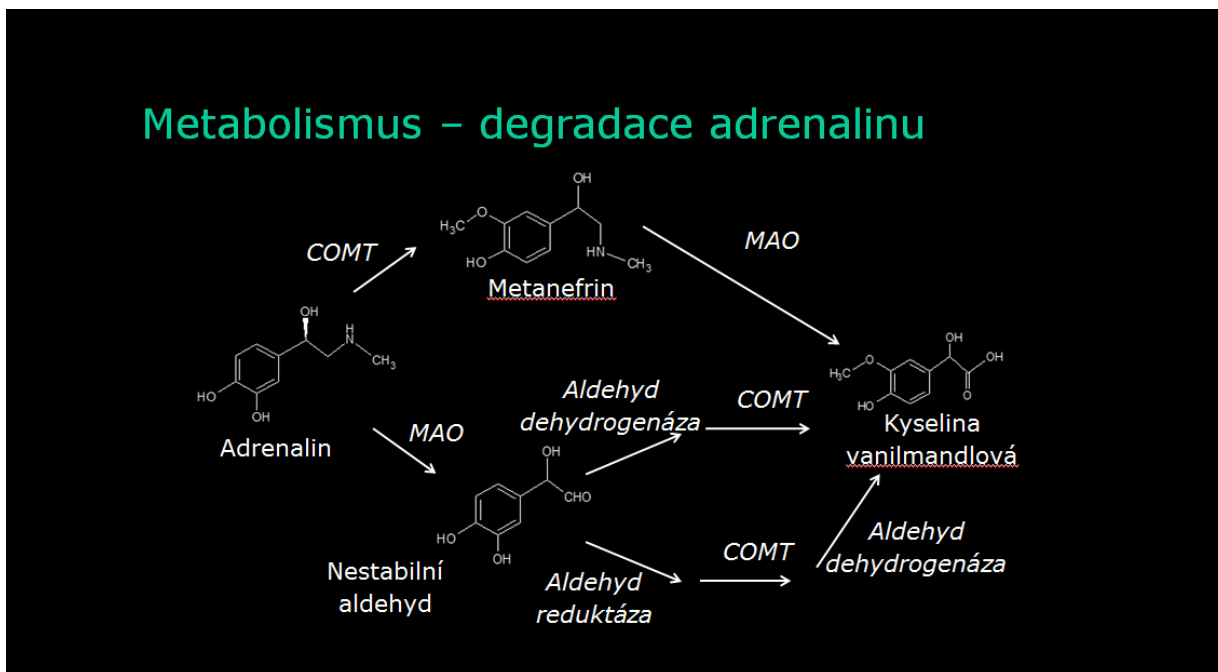 Metabolismus – degradace adrenalinu
OH
O
H₃C
HO
HN
CH₃
COMT
MAO
Metanefrin
OH
H
N
CH₃
HO
OH
Adrenalin
OH
O
OH
H₃C
O
HO
Kyselina
vanilmandlová
Aldehyd
dehydrogenáza
COMT
MAO
OH
CHO
HO
OH
Nestabilní
aldehyd
Aldehyd
reduktáza
COMT
Aldehyd
dehydrogenáza